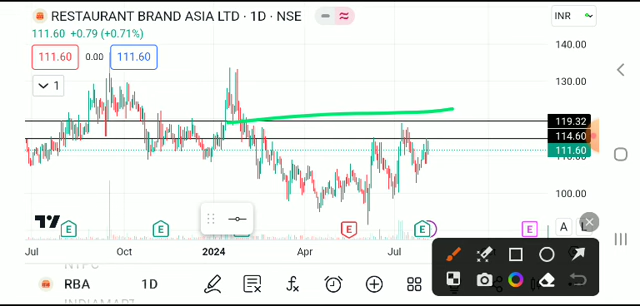 RESTAURANT BRAND ASIA LTD · 1D · NSE
INR
111.60 +0.79 (+0.71%)
111.60 0.00 111.60
1
140.00
130.00
119.32
114.60
111.60
100.00
E E E E E
A L
Jul Oct 2024 Apr Jul
RBA 1D